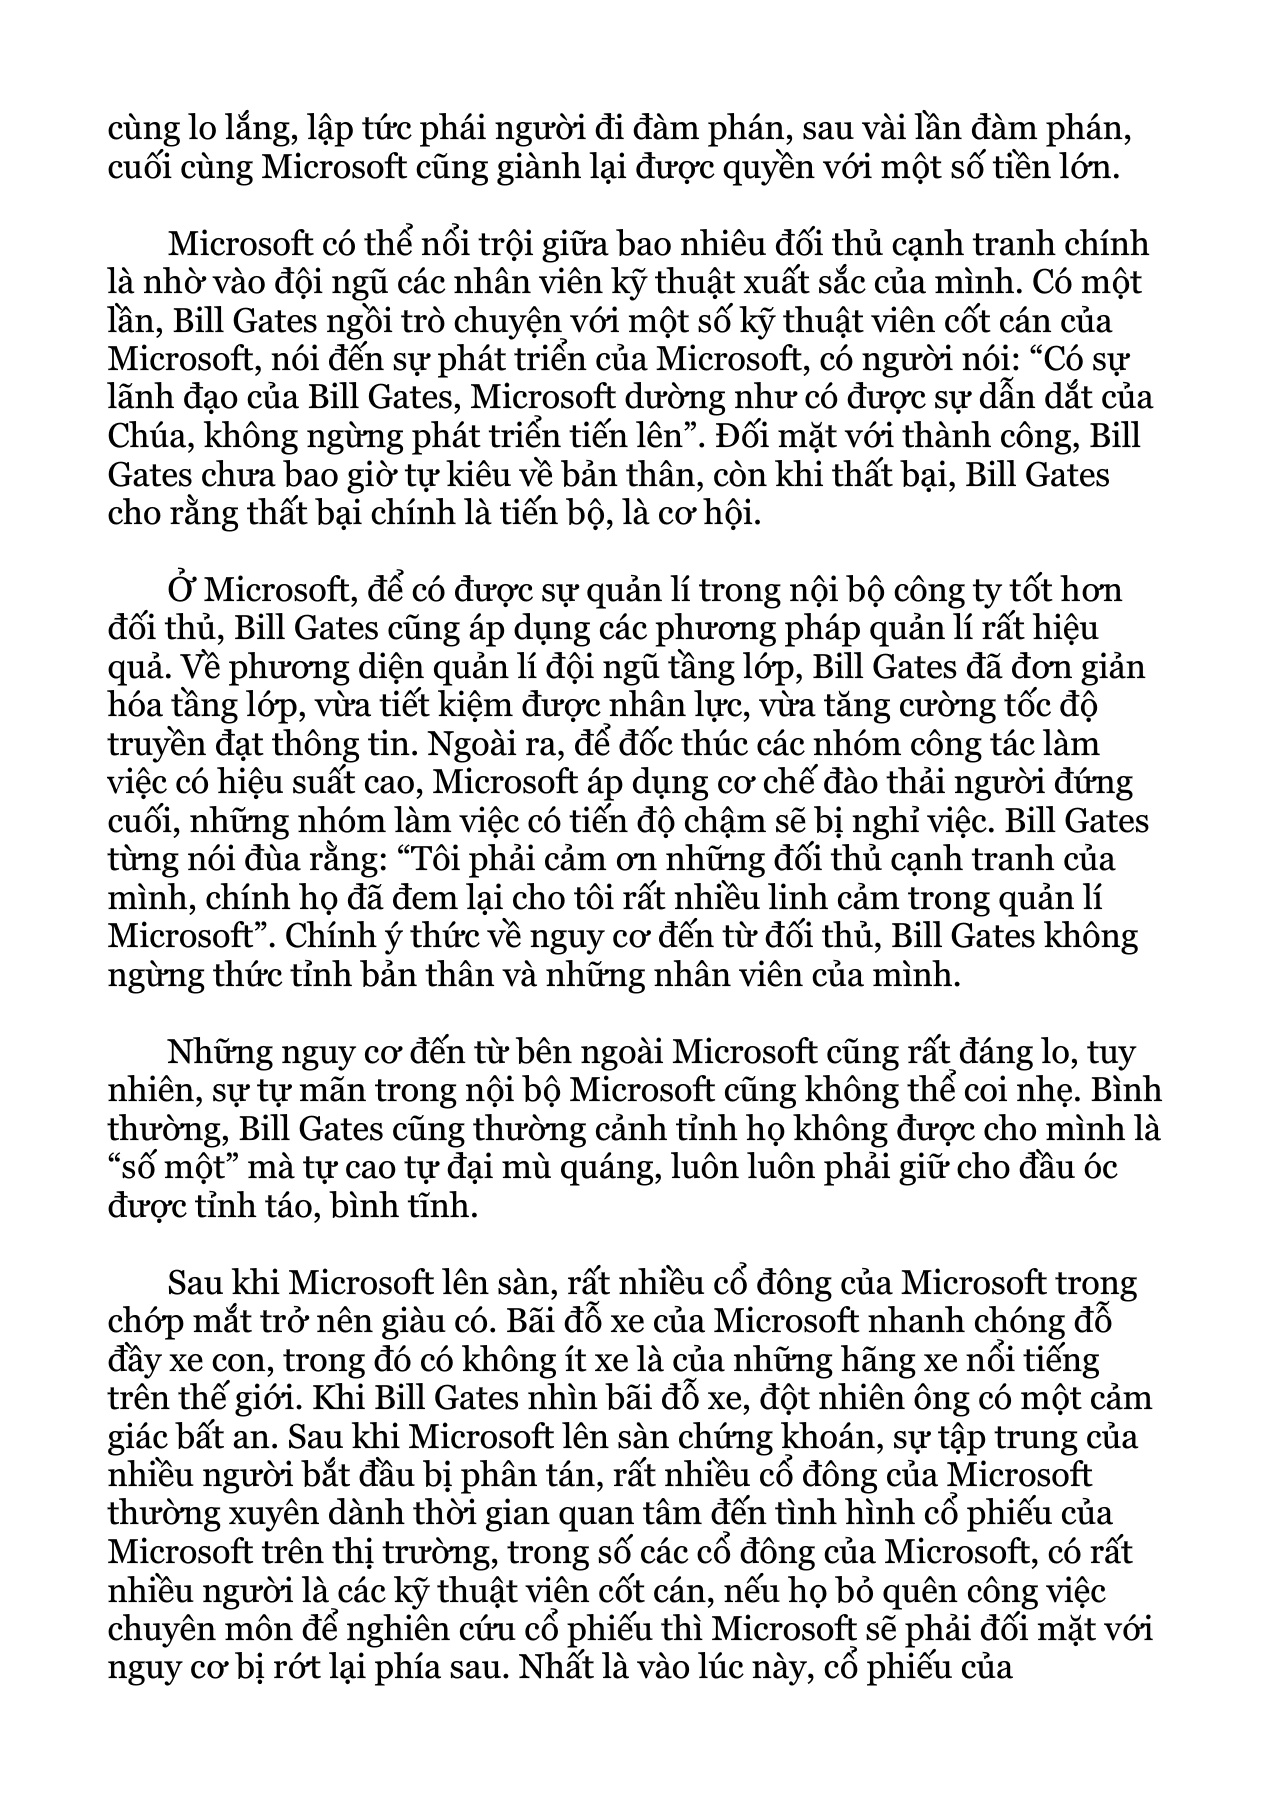 cùng lo lắng, lập tức phái người đi đàm phán, sau vài lần đàm phán,
cuối cùng Microsoft cũng giành lại được quyền với một số tiền lớn.
Microsoft có thể nổi trội giữa bao nhiêu đối thủ cạnh tranh chính
là nhờ vào đội ngũ các nhân viên kỹ thuật xuất sắc của mình. Có một
lần, Bill Gates ngồi trò chuyện với một số kỹ thuật viên cốt cán của
Microsoft, nói đến sự phát triển của Microsoft, có người nói: “Có sự
lãnh đạo của Bill Gates, Microsoft dường như có được sự dẫn dắt của
Chúa, không ngừng phát triển tiến lên”. Đối mặt với thành công, Bill
Gates chưa bao giờ tự kiêu về bản thân, còn khi thất bại, Bill Gates
cho rằng thất bại chính là tiến bộ, là cơ hội.
Ở Microsoft, để có được sự quản lí trong nội bộ công ty tốt hơn
đối thủ, Bill Gates cũng áp dụng các phương pháp quản lí rất hiệu
quả. Về phương diện quản lí đội ngũ tầng lớp, Bill Gates đã đơn giản
hóa tầng lớp, vừa tiết kiệm được nhân lực, vừa tăng cường tốc độ
truyền đạt thông tin. Ngoài ra, để đốc thúc các nhóm công tác làm
việc có hiệu suất cao, Microsoft áp dụng cơ chế đào thải người đứng
cuối, những nhóm làm việc có tiến độ chậm sẽ bị nghỉ việc. Bill Gates
từng nói đùa rằng: “Tôi phải cảm ơn những đối thủ cạnh tranh của
mình, chính họ đã đem lại cho tôi rất nhiều linh cảm trong quản lí
Microsoft”. Chính ý thức về nguy cơ đến từ đối thủ, Bill Gates không
ngừng thức tỉnh bản thân và những nhân viên của mình.
Những nguy cơ đến từ bên ngoài Microsoft cũng rất đáng lo, tuy
nhiên, sự tự mãn trong nội bộ Microsoft cũng không thể coi nhẹ. Bình
thường, Bill Gates cũng thường cảnh tỉnh họ không được cho mình là
“số một” mà tự cao tự đại mù quáng, luôn luôn phải giữ cho đầu óc
được tỉnh táo, bình tĩnh.
Sau khi Microsoft lên sàn, rất nhiều cổ đông của Microsoft trong
chớp mắt trở nên giàu có. Bãi đỗ xe của Microsoft nhanh chóng đỗ
đầy xe con, trong đó có không ít xe là của những hãng xe nổi tiếng
trên thế giới. Khi Bill Gates nhìn bãi đỗ xe, đột nhiên ông có một cảm
giác bất an. Sau khi Microsoft lên sàn chứng khoán, sự tập trung của
nhiều người bắt đầu bị phân tán, rất nhiều cổ đông của Microsoft
thường xuyên dành thời gian quan tâm đến tình hình cổ phiếu của
Microsoft trên thị trường, trong số các cổ đông của Microsoft, có rất
nhiều người là các kỹ thuật viên cốt cán, nếu họ bỏ quên công việc
chuyên môn để nghiên cứu cổ phiếu thì Microsoft sẽ phải đối mặt với
nguy cơ bị rớt lại phía sau. Nhất là vào lúc này, cổ phiếu của